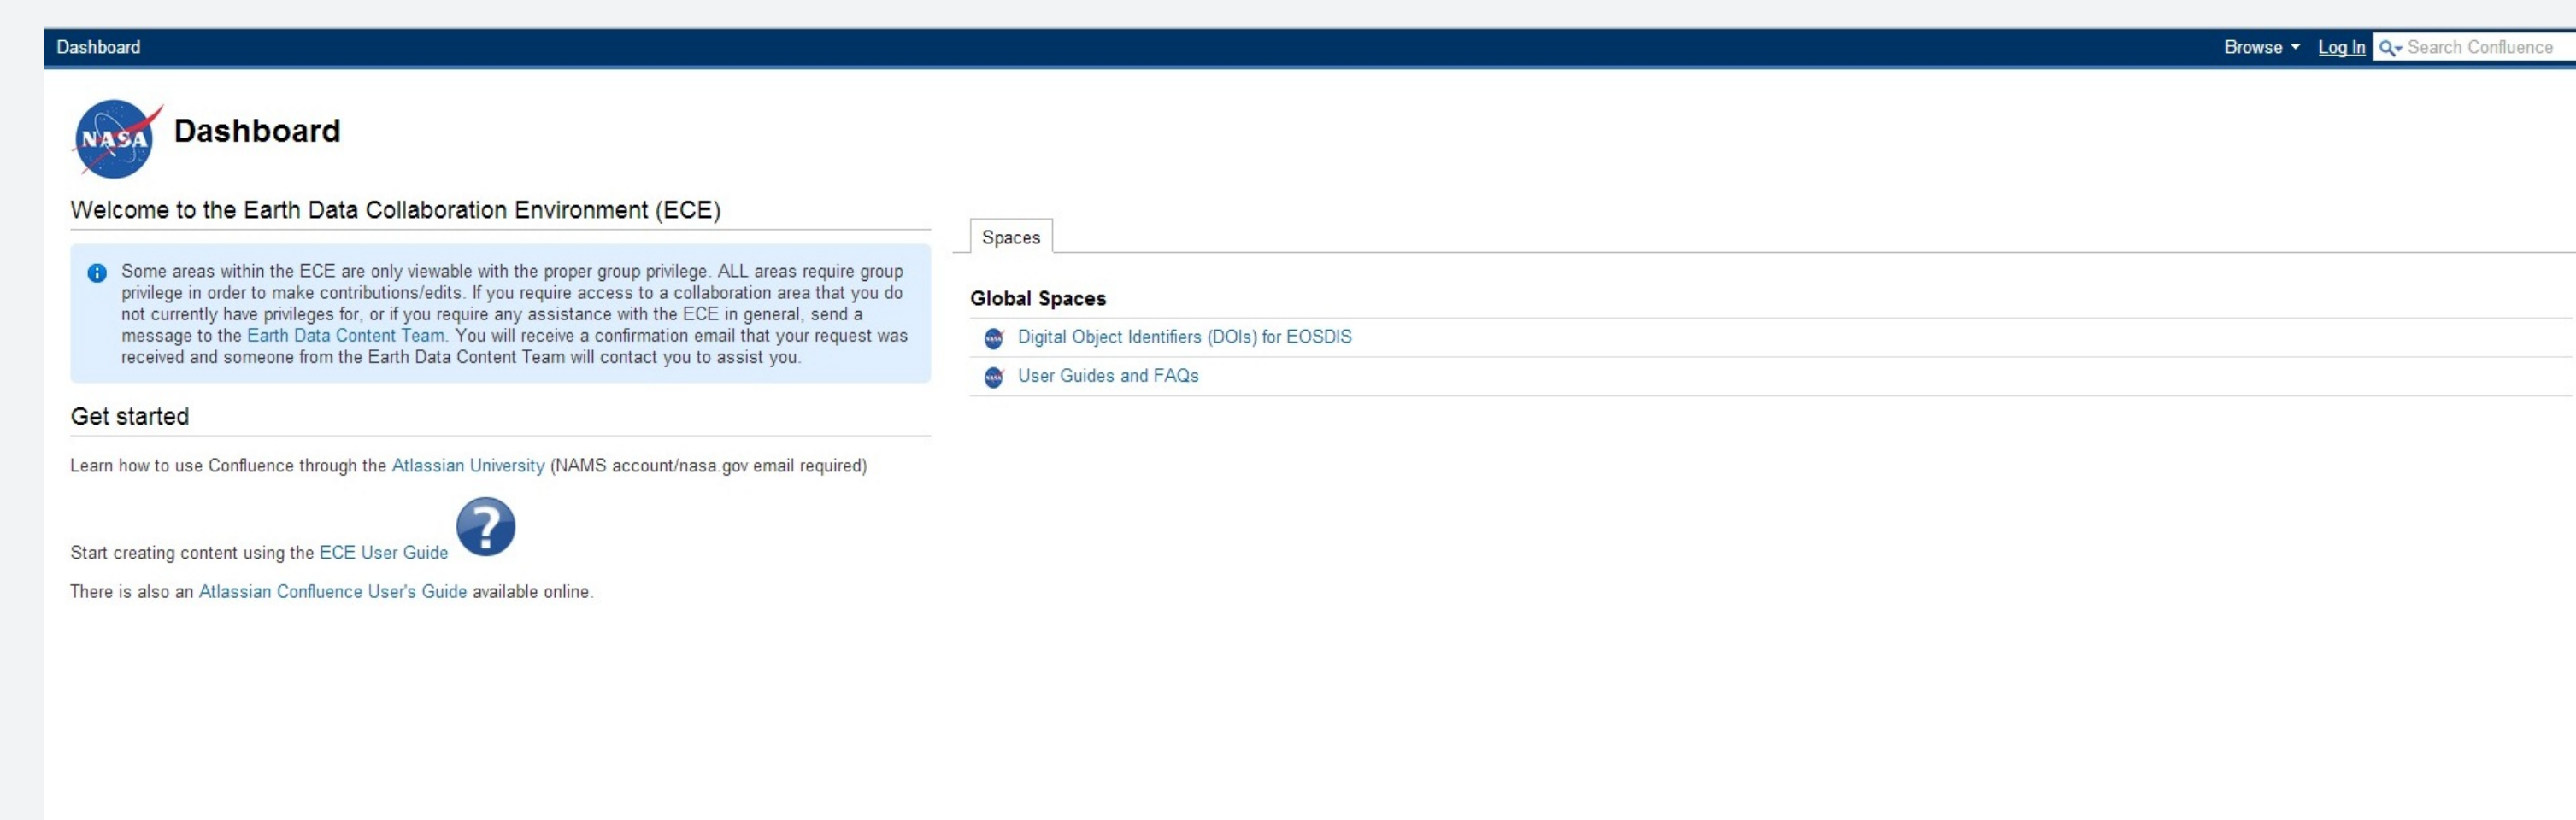 Dashboard
Browse Log In Search Confluence
NASA Dashboard
Welcome to the Earth Data Collaboration Environment (ECE)
Some areas within the ECE are only viewable with the proper group privilege. ALL areas require group
privilege in order to make contributions/edits. If you require access to a collaboration area that you do
not currently have privileges for, or if you require any assistance with the ECE in general, send a
message to the Earth Data Content Team. You will receive a confirmation email that your request was
received and someone from the Earth Data Content Team will contact you to assist you.
Get started
Learn how to use Confluence through the Atlassian University (NAMS account/nasa.gov email required)
Start creating content using the ECE User Guide ?
There is also an Atlassian Confluence User's Guide available online.
Spaces
Global Spaces
NASA Digital Object Identifiers (DOIs) for EOSDIS
NASA User Guides and FAQs